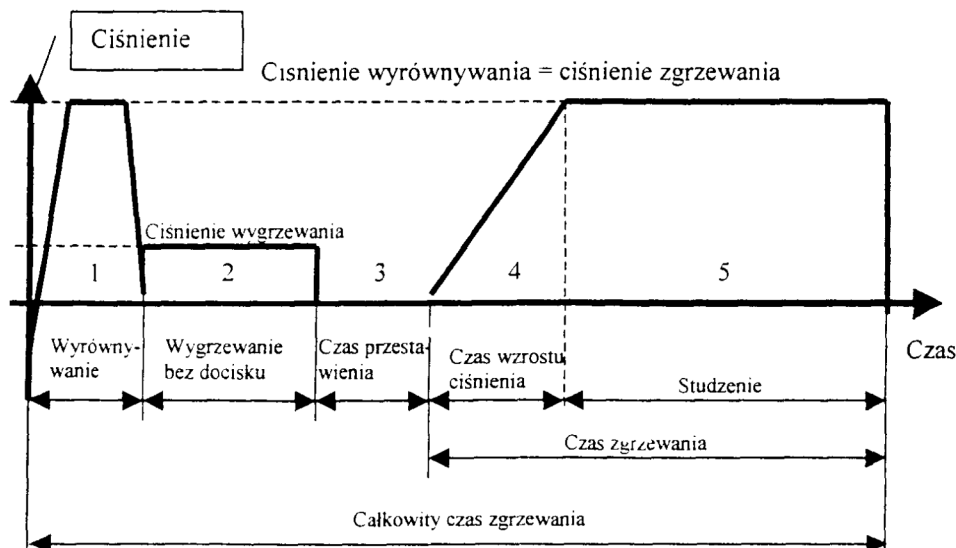 Ciśnienie
Cisnienie wyrównywania = ciśnienie zgrzewania
Ciśnienie wygrzewania
1
2
3
4
5
Wyrówny-
wanie
Wygrzewanie
bez docisku
Czas przesta-
wienia
Czas wzrostu
ciśnienia
Studzenie
Czas
Czas zgrzewania
Całkowity czas zgrzewania